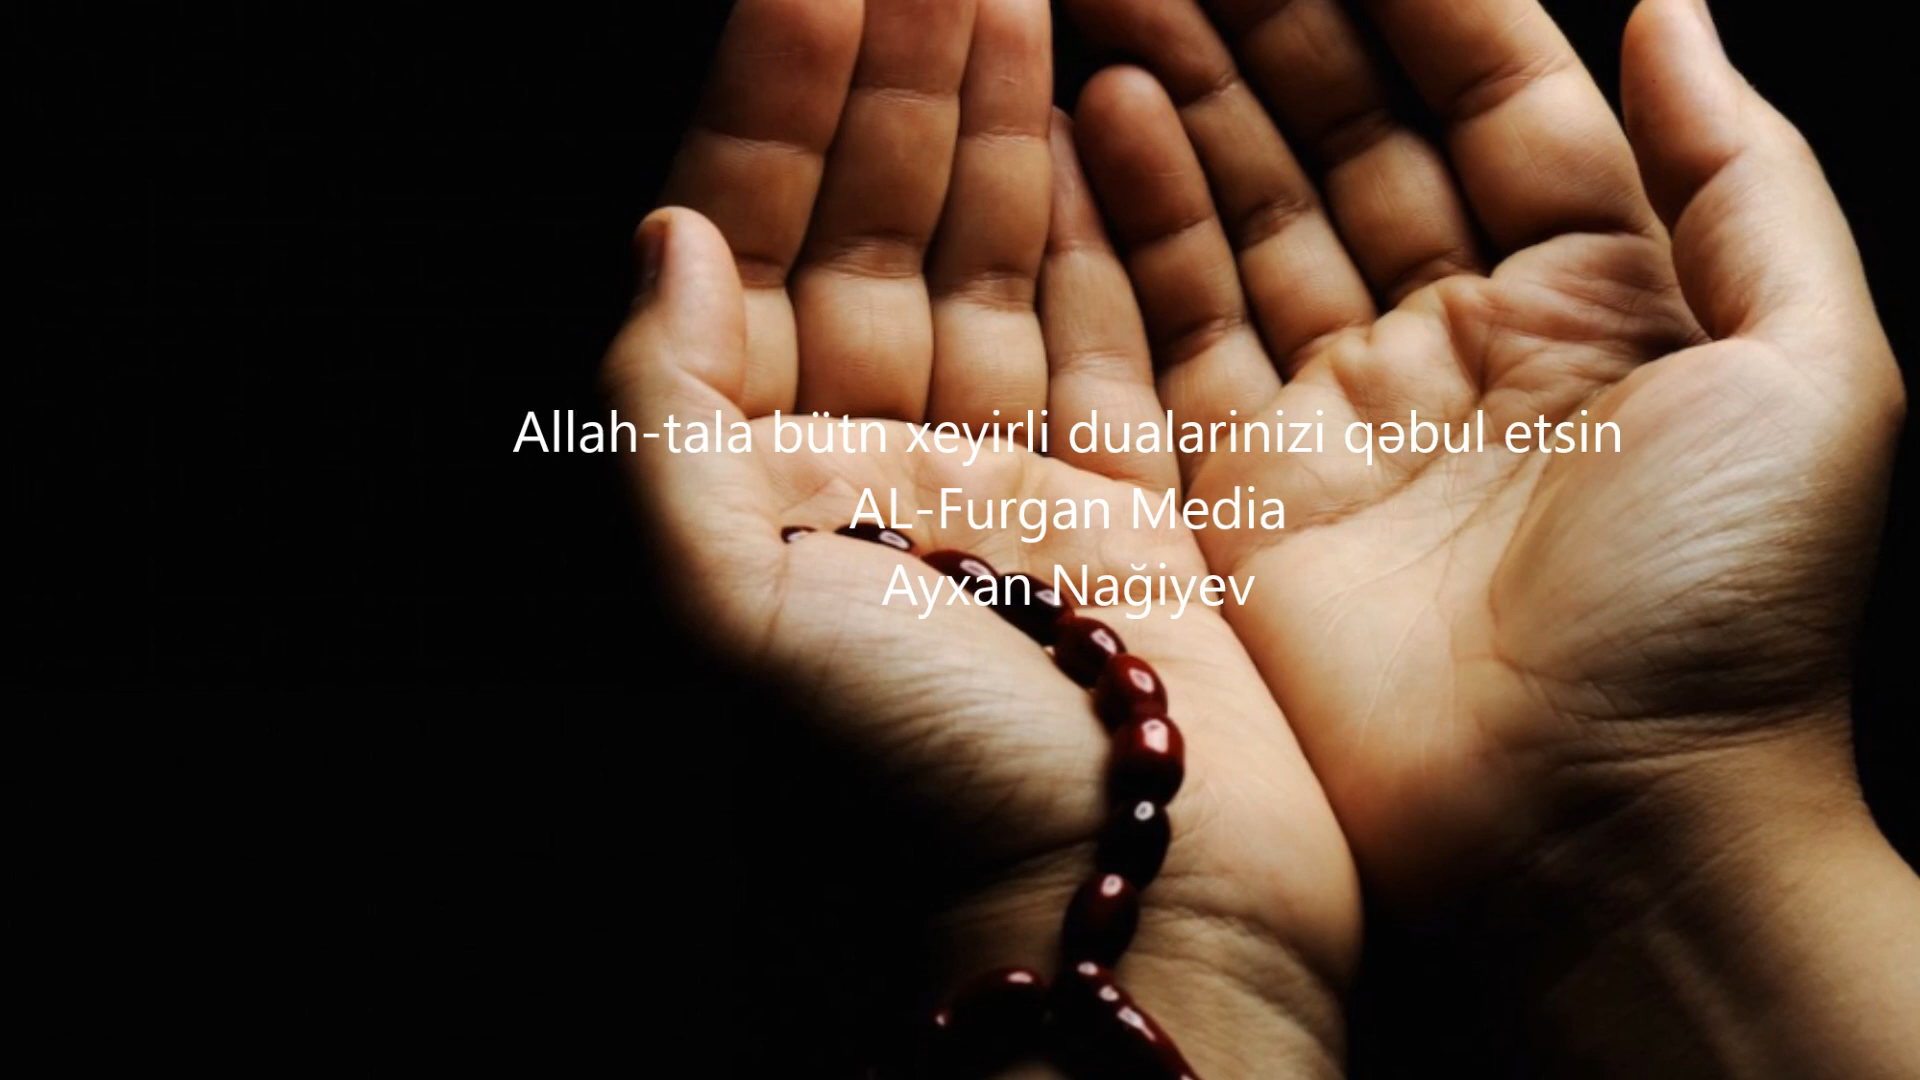 Allah-tala bütn xeyirli dualarinizi qəbul etsin
AL-Furgan Media
Ayxan Nağiyev